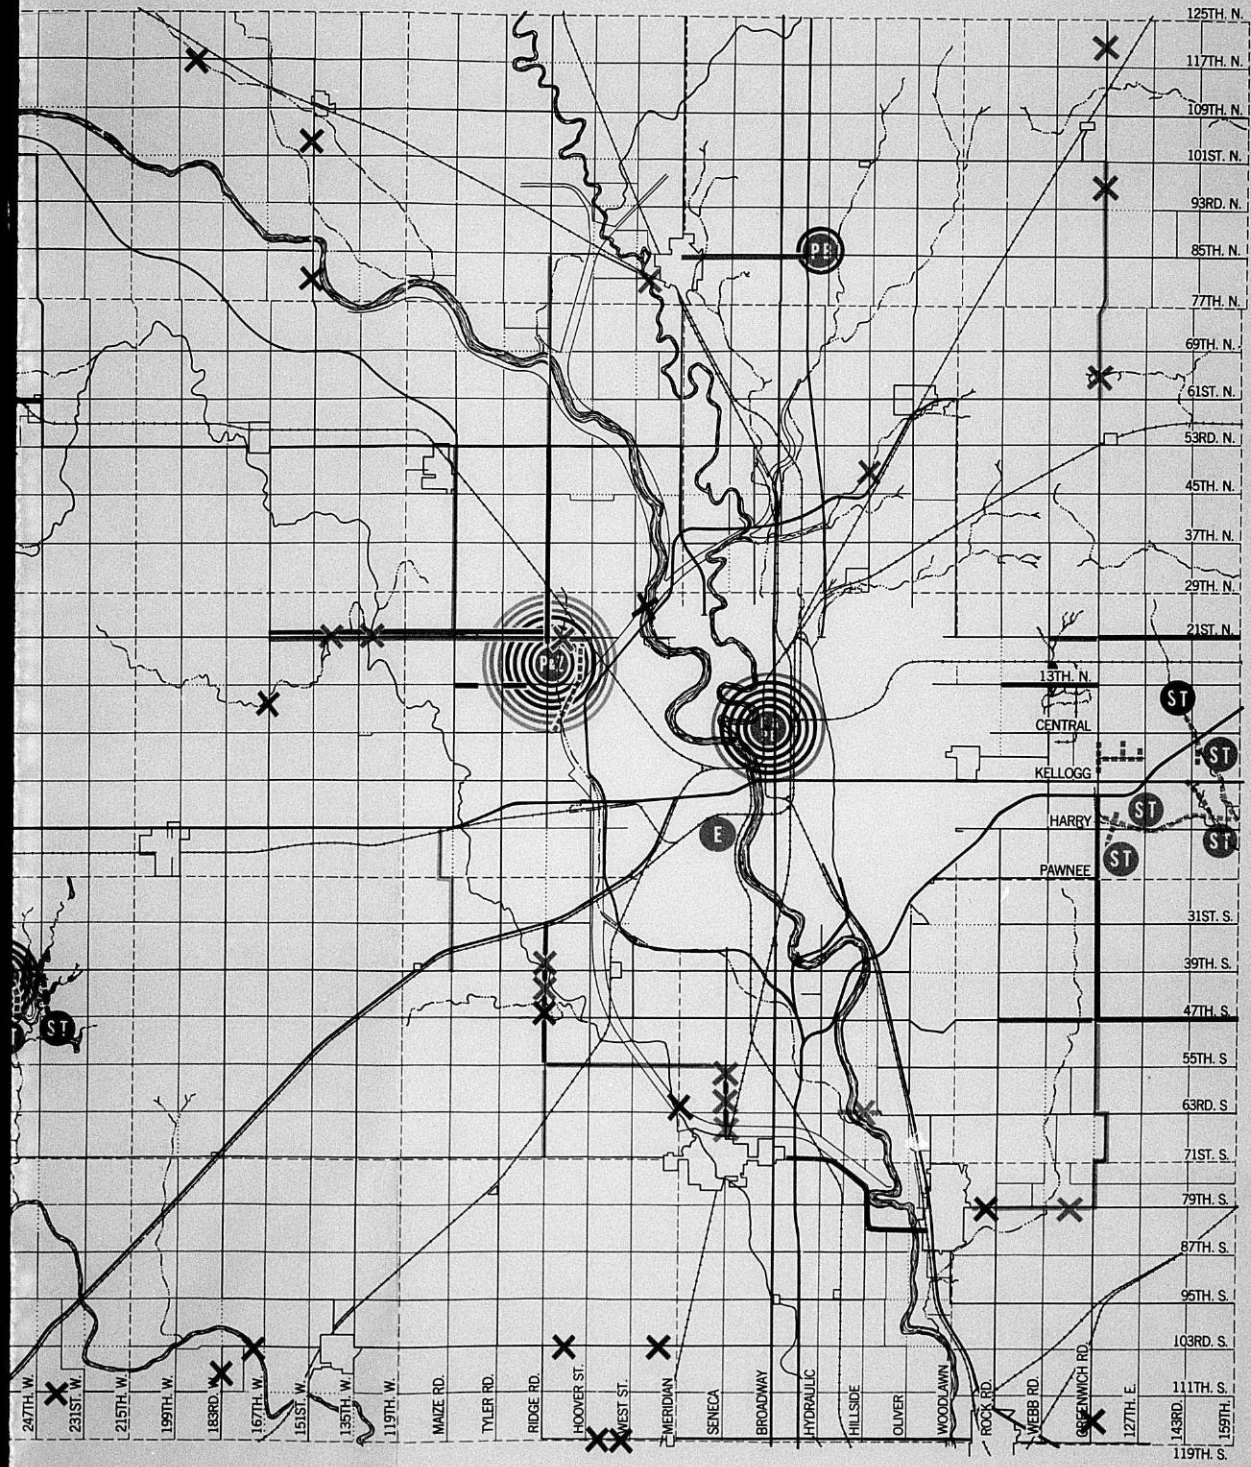 125TH. N.
117TH. N.
109TH. N.
101ST. N.
93RD. N.
85TH. N.
77TH. N.
69TH. N.
61ST. N.
53RD. N.
45TH. N.
37TH. N.
29TH. N.
21ST. N.
13TH. N.
CENTRAL
KELLOGG
HARRY
PAWNEE
31ST. S.
39TH. S.
47TH. S.
55TH. S
63RD. S
71ST. S.
79TH. S.
87TH. S.
95TH. S.
103RD. S.
111TH. S.
119TH. S.
ST
ST
ST
ST
ST
E
ST
247TH. W.
231ST. W.
215TH. W.
199TH. W.
183RD. W.
167TH. W.
151ST. W.
135TH. W.
119TH. W.
MAIZE RD.
TYLER RD.
RIDGE RD.
HOOVER ST.
WEST ST.
MERIDIAN
SENECA
BROADWAY
HYDRAULIC
HILLSIDE
OLIVER
WOODLAWN
ROCK RD.
WEBB RD.
GREENWICH RD.
127TH. E.
143RD.
159TH.